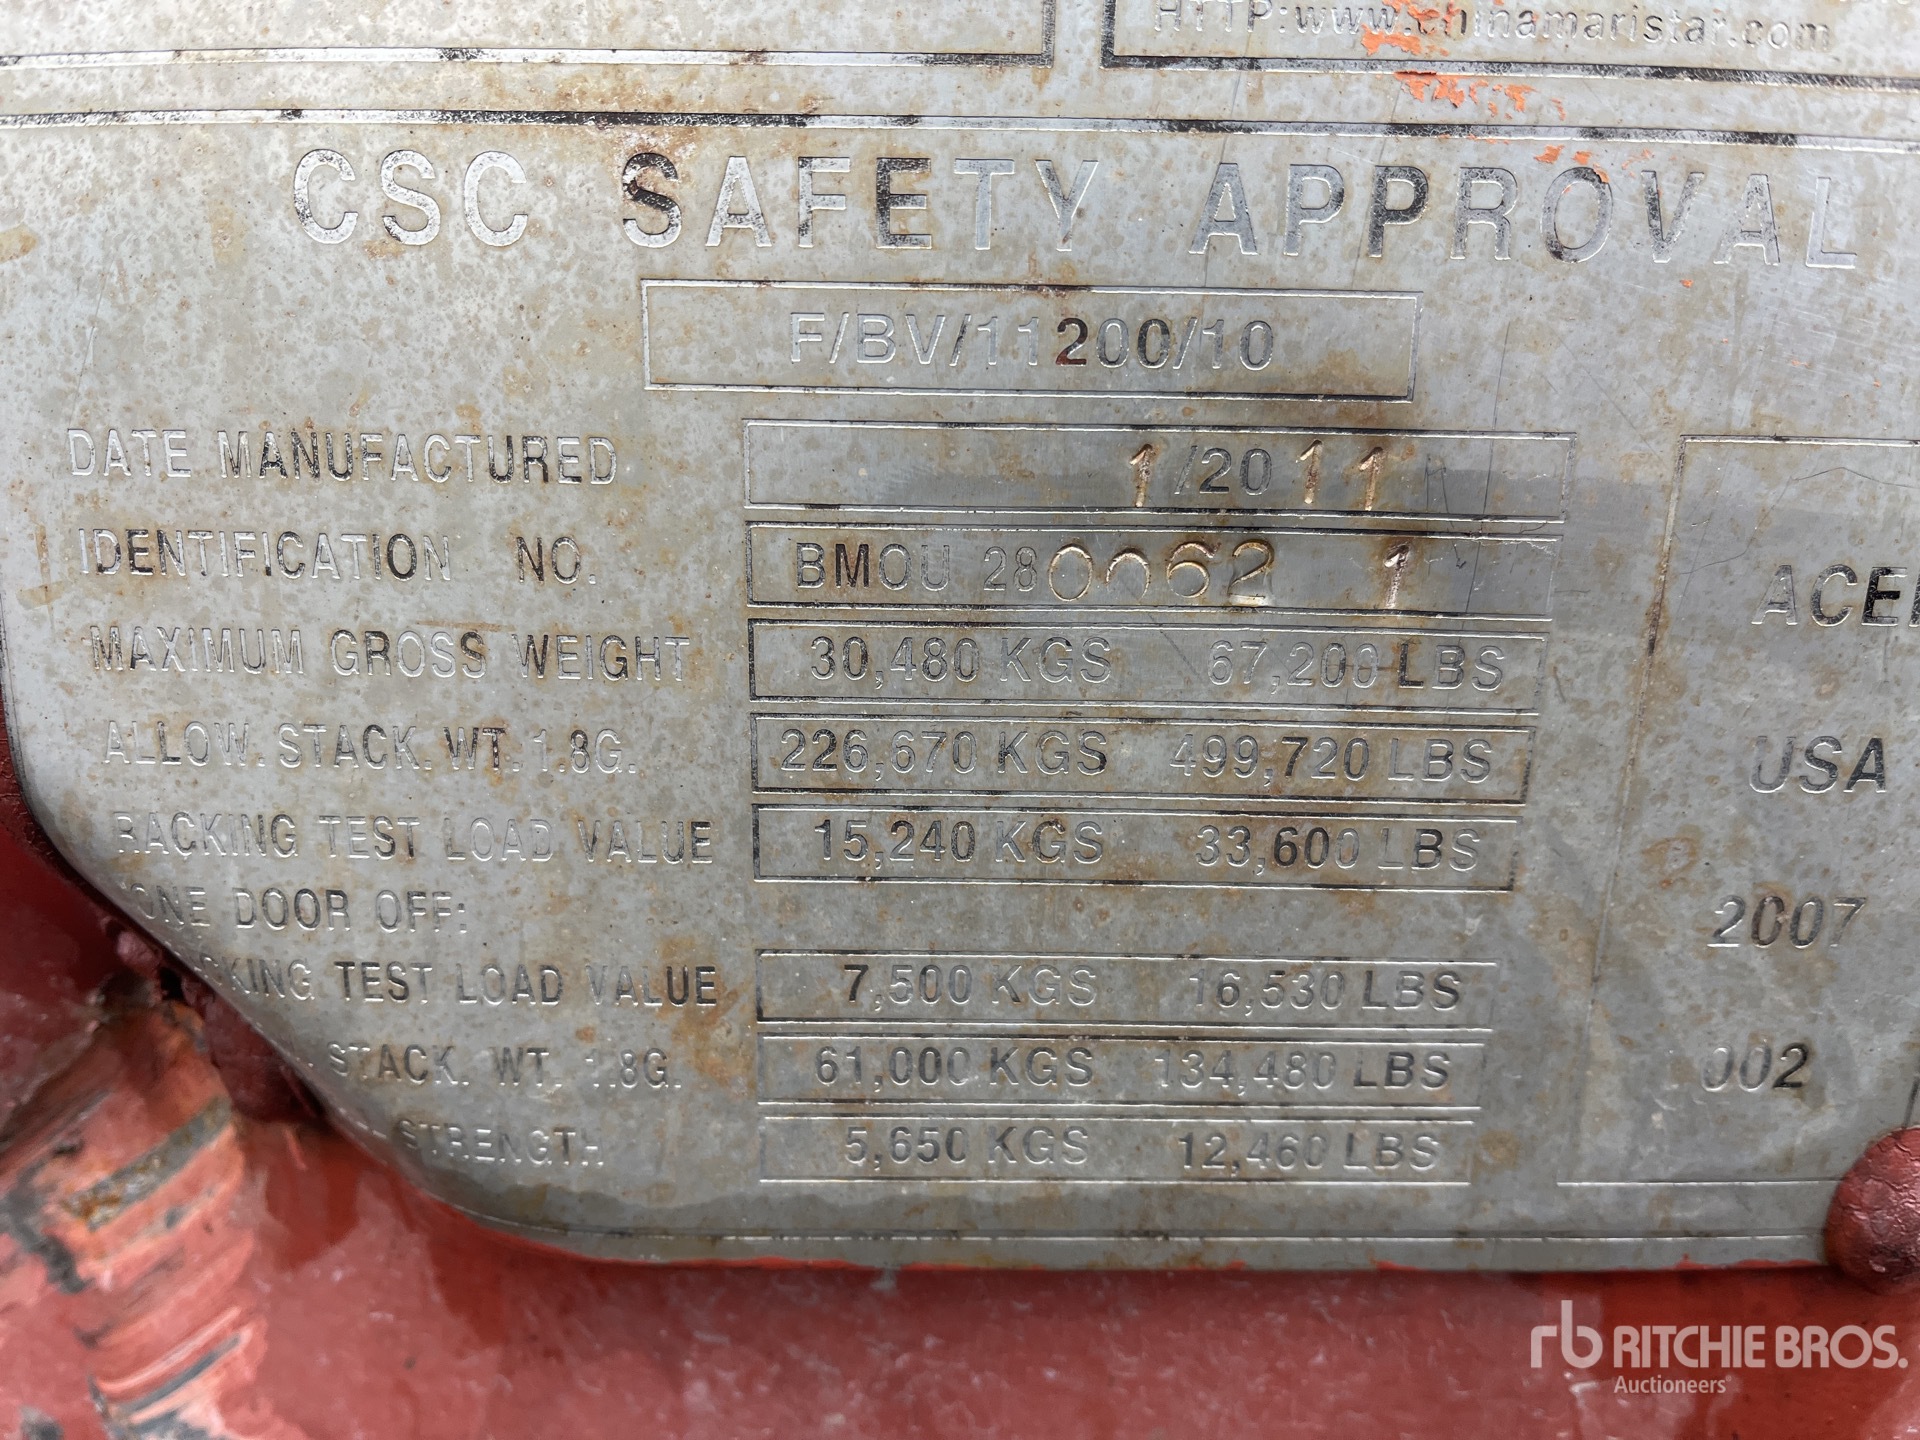 HTTP:www.chinamaristar.com
CSC SAFETY APPROVAL
F/BV/11200/10
DATE MANUFACTURED 1/2011
IDENTIFICATION NO. BMOU 280062 1
MAXIMUM GROSS WEIGHT 30,480 KGS 67,200 LBS
ALLOW. STACK. WT. 1.8G. 226,670 KGS 499,720 LBS
RACKING TEST LOAD VALUE 15,240 KGS 33,600 LBS
ONE DOOR OFF:
TEST LOAD VALUE 7,500 KGS 16,530 LBS
STACK. WT. 1.8G. 61,000 KGS 134,480 LBS
STRENGTH 5,650 KGS 12,460 LBS
USA
2007
002
rb RITCHIE BROS.
Auctioneers